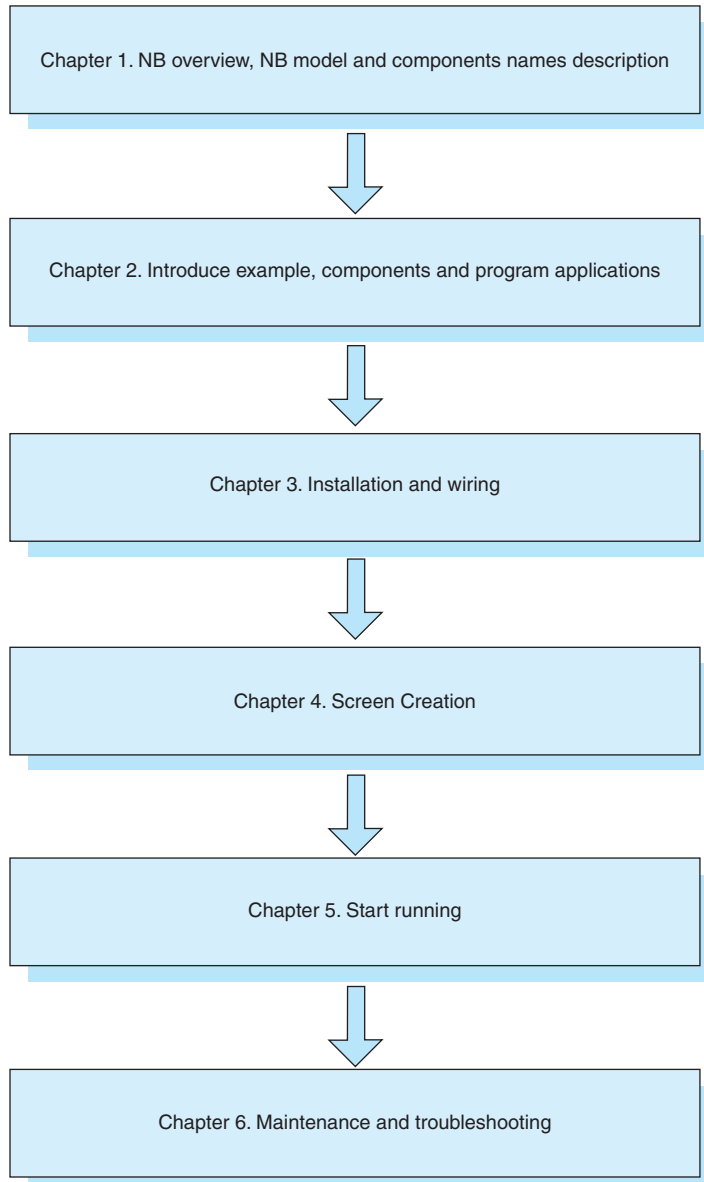 Chapter 1. NB overview, NB model and components names description
Chapter 2. Introduce example, components and program applications
Chapter 3. Installation and wiring
Chapter 4. Screen Creation
Chapter 5. Start running
Chapter 6. Maintenance and troubleshooting